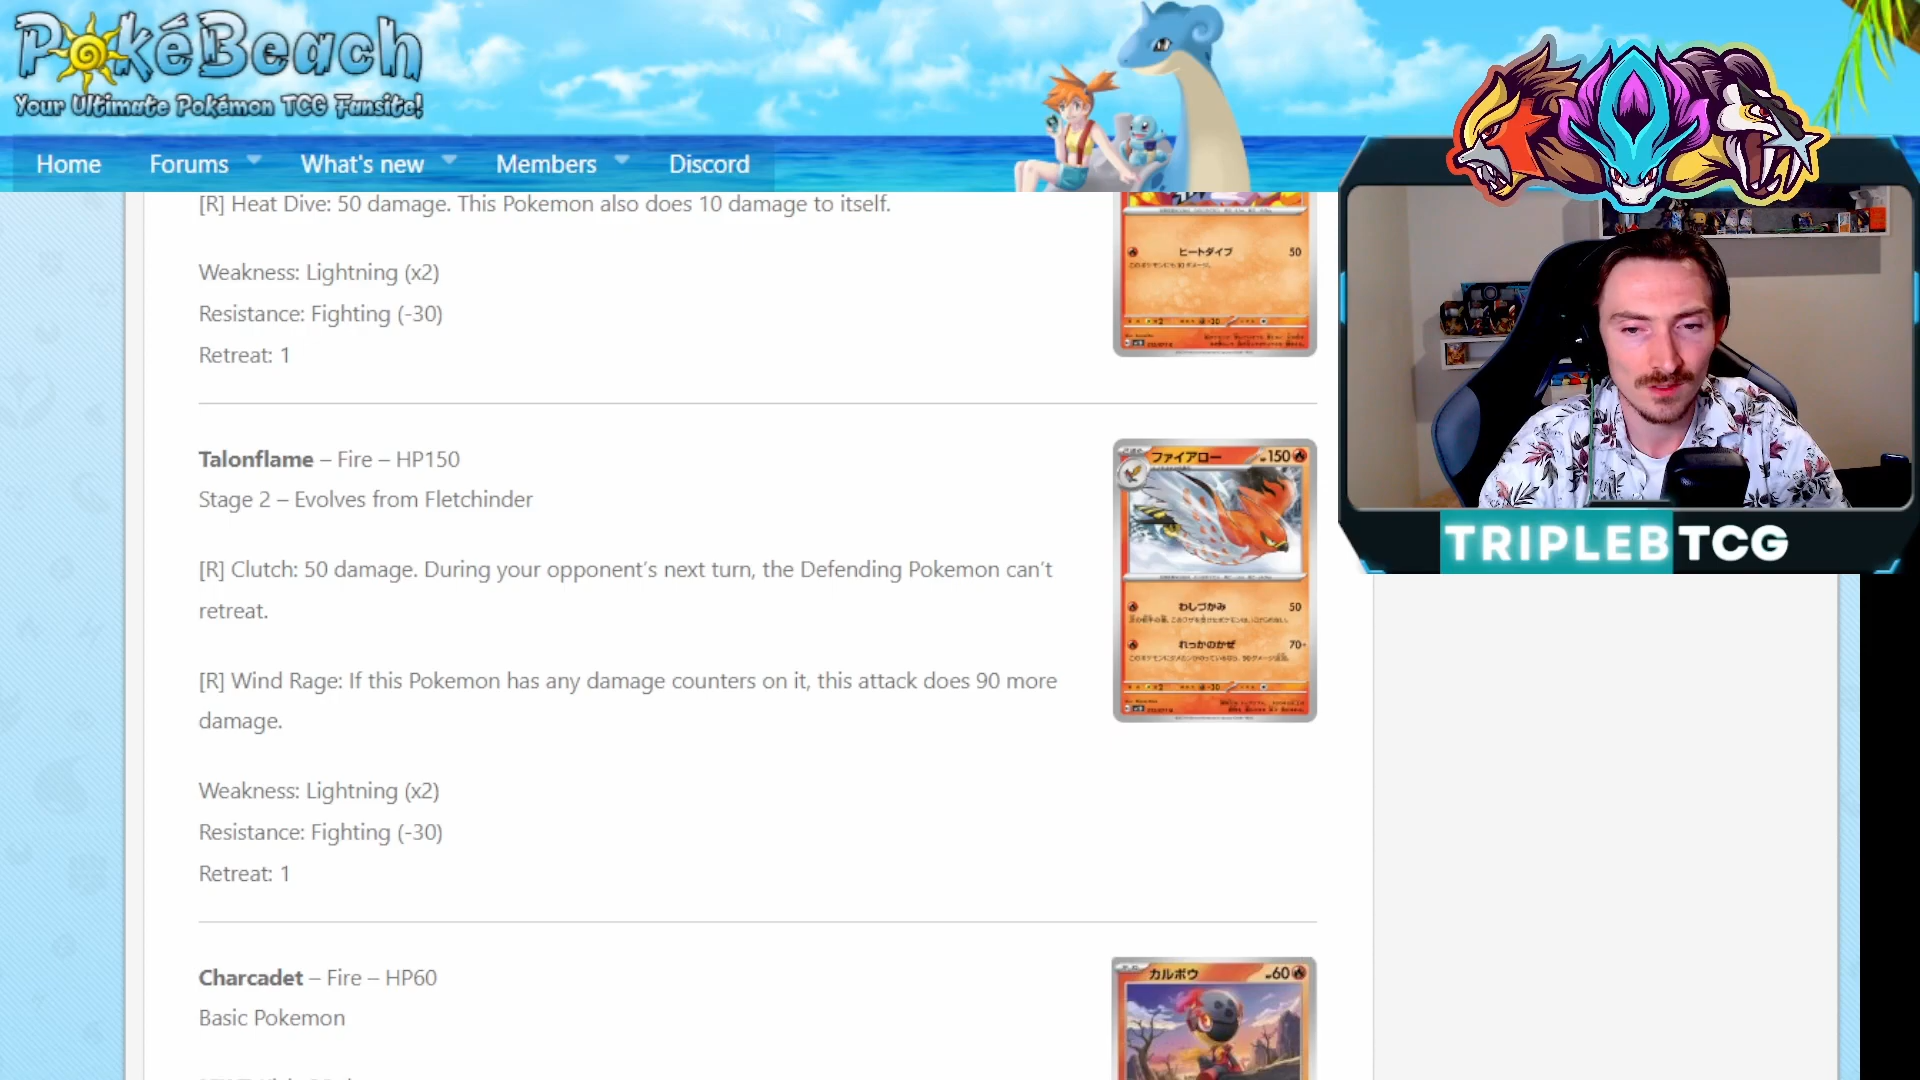 PokéBeach
Your Ultimate Pokémon TCG Fansite!
Home
Forums
What's new
Members
Discord
[R] Heat Dive: 50 damage. This Pokemon also does 10 damage to itself.
Weakness: Lightning (x2)
Resistance: Fighting (-30)
Retreat: 1
ヒートダイブ 50
Talonflame – Fire – HP150
Stage 2 – Evolves from Fletchinder
[R] Clutch: 50 damage. During your opponent's next turn, the Defending Pokemon can't
retreat.
[R] Wind Rage: If this Pokemon has any damage counters on it, this attack does 90 more
damage.
Weakness: Lightning (x2)
Resistance: Fighting (-30)
Retreat: 1
ファイアロー 150
わしづかみ 50
れっかのかぜ 70+
Charcadet – Fire – HP60
Basic Pokemon
カルボウ 60
TRIPLEB TCG